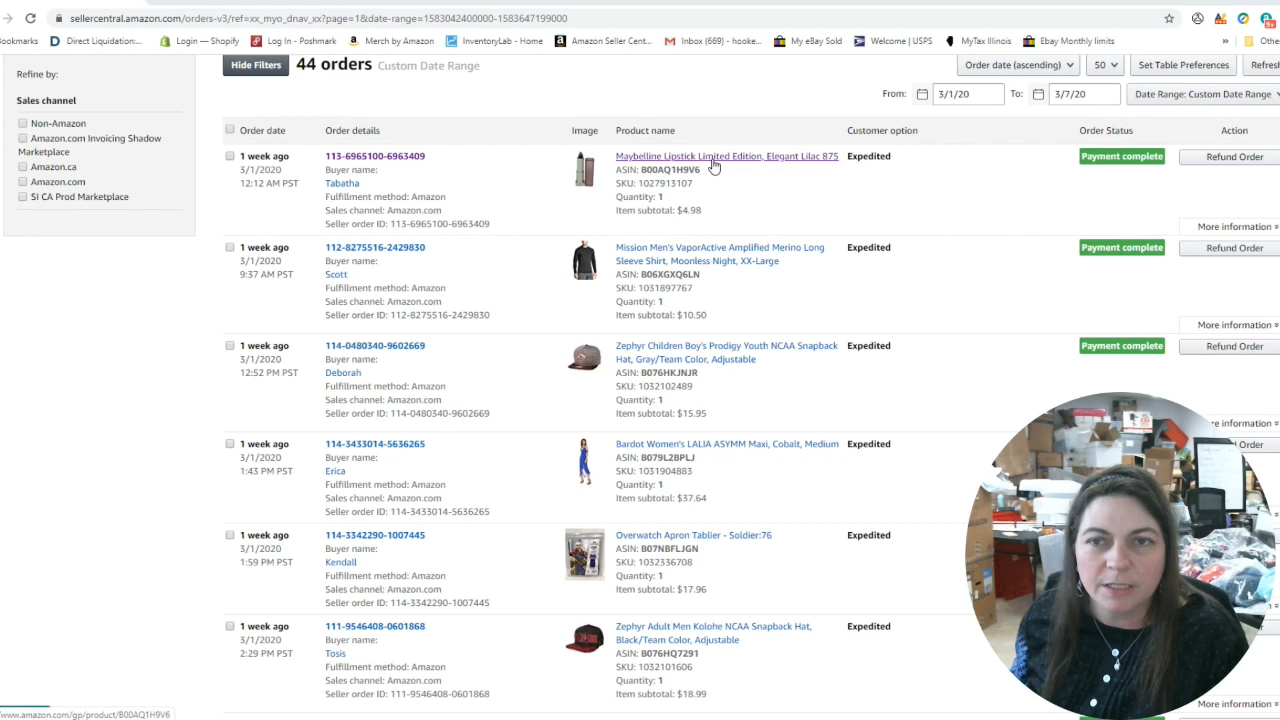 sellercentral.amazon.com/orders-v3/ref=xx_myo_dnav_xx?page=1&date-range=1583042400000-1583647199000
ookmarks Direct Liquidation:... Login — Shopify Log In - Poshmark Merch by Amazon InventoryLab - Home Amazon Seller Cent... Inbox (669) - hooke... My eBay Sold Welcome | USPS MyTax Illinois Ebay Monthly limits » Othe
Refine by:
Sales channel
Non-Amazon
Amazon.com Invoicing Shadow
Marketplace
Amazon.ca
Amazon.com
SI CA Prod Marketplace
Hide Filters 44 orders Custom Date Range Order date (ascending) 50 Set Table Preferences Refres
From: 3/1/20 To: 3/7/20 Date Range: Custom Date Range
Order date Order details Image Product name Customer option Order Status Action
1 week ago 113-6965100-6963409 Maybelline Lipstick Limited Edition, Elegant Lilac 875 Expedited Payment complete Refund Order
3/1/2020 Buyer name: ASIN: B00AQ1H9V6
12:12 AM PST Tabatha SKU: 1027913107
Fulfillment method: Amazon Quantity: 1
Sales channel: Amazon.com Item subtotal: $4.98
Seller order ID: 113-6965100-6963409 More information
1 week ago 112-8275516-2429830 Mission Men's VaporActive Amplified Merino Long Expedited Payment complete Refund Order
3/1/2020 Buyer name: Sleeve Shirt, Moonless Night, XX-Large
9:37 AM PST Scott ASIN: B06XGXQ6LN
Fulfillment method: Amazon SKU: 1031897767
Sales channel: Amazon.com Quantity: 1
Seller order ID: 112-8275516-2429830 Item subtotal: $10.50
More information
1 week ago 114-0480340-9602669 Zephyr Children Boy's Prodigy Youth NCAA Snapback Expedited Payment complete Refund Order
3/1/2020 Buyer name: Hat, Gray/Team Color, Adjustable
12:52 PM PST Deborah ASIN: B076HKJNJR
Fulfillment method: Amazon SKU: 1032102489
Sales channel: Amazon.com Quantity: 1
Seller order ID: 114-0480340-9602669 Item subtotal: $15.95
re information
1 week ago 114-3433014-5636265 Bardot Women's LALIA ASYMM Maxi, Cobalt, Medium Expedited Order
3/1/2020 Buyer name: ASIN: B079L2BPLJ
1:43 PM PST Erica SKU: 1031904883
Fulfillment method: Amazon Quantity: 1
Sales channel: Amazon.com Item subtotal: $37.64
Seller order ID: 114-3433014-5636265
1 week ago 114-3342290-1007445 Overwatch Apron Tablier - Soldier:76 Expedited
3/1/2020 Buyer name: ASIN: B07NBFLJGN
1:59 PM PST Kendall SKU: 1032336708
Fulfillment method: Amazon Quantity: 1
Sales channel: Amazon.com Item subtotal: $17.96
Seller order ID: 114-3342290-1007445
1 week ago 111-9546408-0601868 Zephyr Adult Men Kolohe NCAA Snapback Hat, Expedited
3/1/2020 Buyer name: Black/Team Color, Adjustable
2:29 PM PST Tosis ASIN: B076HQ7291
Fulfillment method: Amazon SKU: 1032101606
Sales channel: Amazon.com Quantity: 1
Seller order ID: 111-9546408-0601868 Item subtotal: $18.99
More information
/www.amazon.com/gp/product/B00AQ1H9V6